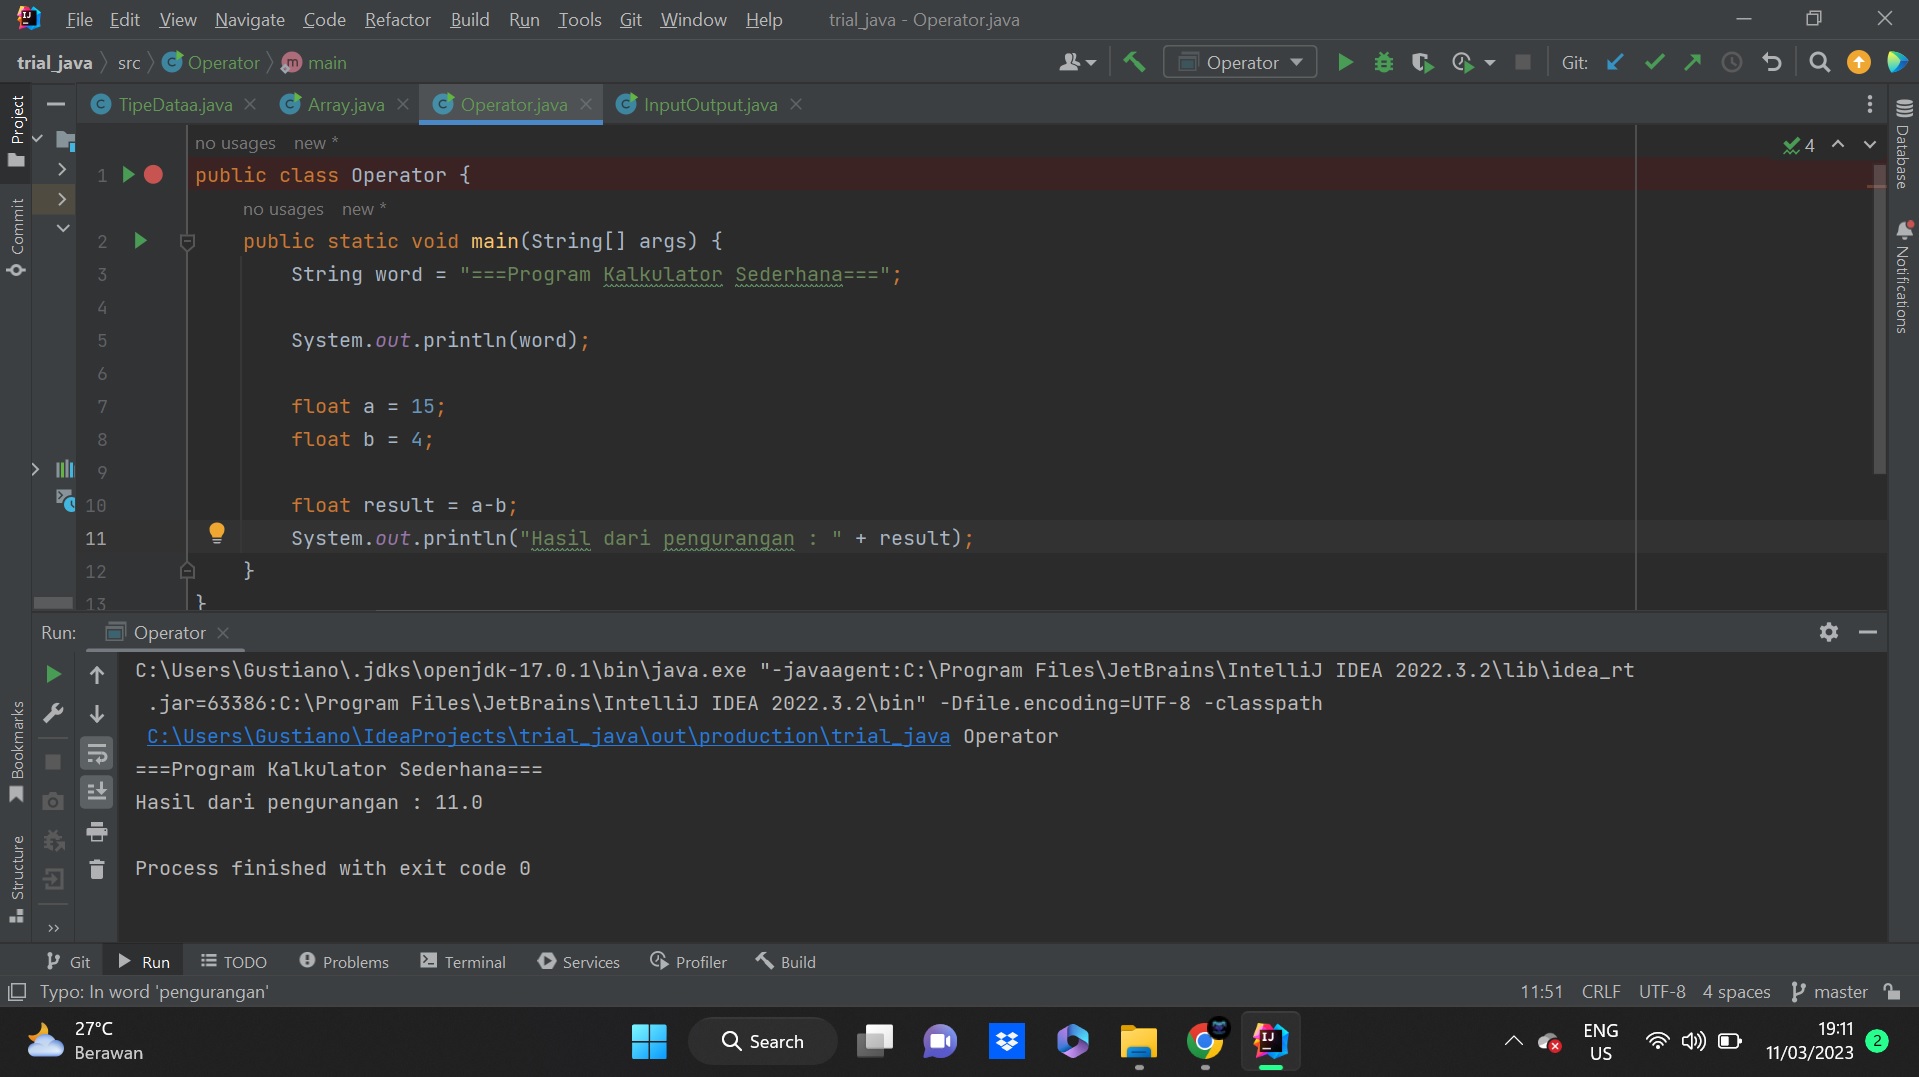 File Edit View Navigate Code Refactor Build Run Tools Git Window Help trial_java - Operator.java
trial_java src Operator main Operator Git:
TipeDataa.java Array.java Operator.java InputOutput.java
Project
Commit
Bookmarks
Structure
Database
Notifications
no usages new *
4
1 public class Operator {
no usages new *
2 public static void main(String[] args) {
3 String word = "===Program Kalkulator Sederhana===";
4
5 System.out.println(word);
6
7 float a = 15;
8 float b = 4;
9
10 float result = a-b;
11 System.out.println("Hasil dari pengurangan : " + result);
12 }
13 }
Run: Operator
C:\Users\Gustiano\.jdks\openjdk-17.0.1\bin\java.exe "-javaagent:C:\Program Files\JetBrains\IntelliJ IDEA 2022.3.2\lib\idea_rt
.jar=63386:C:\Program Files\JetBrains\IntelliJ IDEA 2022.3.2\bin" -Dfile.encoding=UTF-8 -classpath
C:\Users\Gustiano\IdeaProjects\trial_java\out\production\trial_java Operator
===Program Kalkulator Sederhana===
Hasil dari pengurangan : 11.0
Process finished with exit code 0
Git Run TODO Problems Terminal Services Profiler Build
Typo: In word 'pengurangan' 11:51 CRLF UTF-8 4 spaces master
27°C
Berawan
Search
ENG
US
19:11
11/03/2023
2